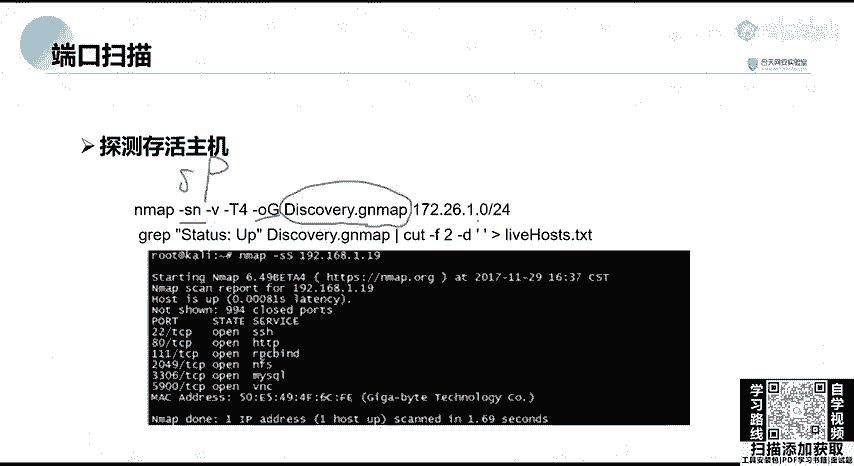 端口扫描
合天网安实验室
➢ 探测存活主机
sP
nmap -sn -v -T4 -oG Discovery.gnmap 172.26.1.0/24
grep "Status: Up" Discovery.gnmap | cut -f 2 -d ' ' > liveHosts.txt
root@kali:~# nmap -sS 192.168.1.19
Starting Nmap 6.49BETA4 ( https://nmap.org ) at 2017-11-29 16:37 CST
Nmap scan report for 192.168.1.19
Host is up (0.00081s latency).
Not shown: 994 closed ports
PORT STATE SERVICE
22/tcp open ssh
80/tcp open http
111/tcp open rpcbind
2049/tcp open nfs
3306/tcp open mysql
5900/tcp open vnc
MAC Address: 50:E5:49:4F:6C:FE (Giga-byte Technology Co.)
Nmap done: 1 IP address (1 host up) scanned in 1.69 seconds
学习路线
自学视频
扫描添加获取
工具安装包|PDF学习书籍|面试题